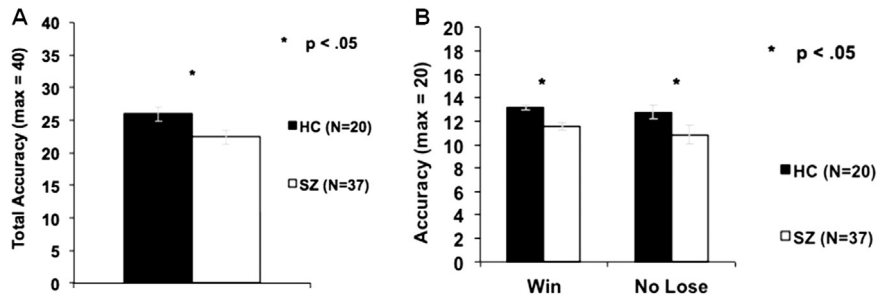 A
Total Accuracy (max = 40)
40
35
30
25
20
15
10
5
0
* p < .05
*
HC (N=20)
SZ (N=37)
B
Accuracy (max = 20)
20
18
16
14
12
10
8
6
4
2
0
* p < .05
* *
HC (N=20)
SZ (N=37)
Win No Lose